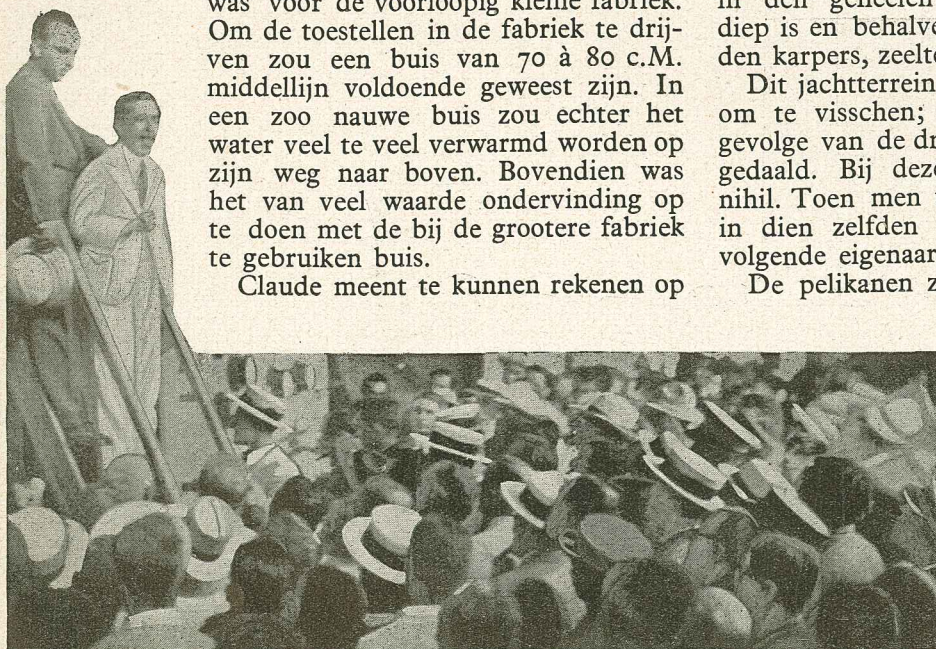 was voor de voorloopig kleine fabriek.
Om de toestellen in de fabriek te drij-
ven zou een buis van 70 à 80 c.M.
middellijn voldoende geweest zijn. In
een zoo nauwe buis zou echter het
water veel te veel verwarmd worden op
zijn weg naar boven. Bovendien was
het van veel waarde ondervinding op
te doen met de bij de grootere fabriek
te gebruiken buis.
Claude meent te kunnen rekenen op
in den geheelen
diep is en behalve
den karpers,
Dit jachtterrein
om te visschen;
gevolge van de
gedaald. Bij
nihil. Toen men
in dien zelfden
volgende eigenaar
De pelikanen